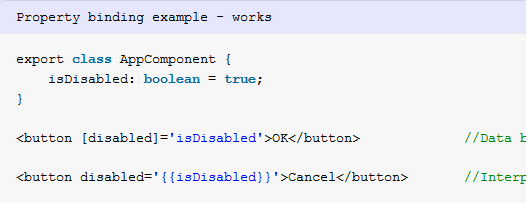 Property binding example - works
export class AppComponent {
    isDisabled: boolean = true;
}
<button [disabled]='isDisabled'>OK</button>             //Data b
<button disabled='{{isDisabled}}'>Cancel</button>       //Interp